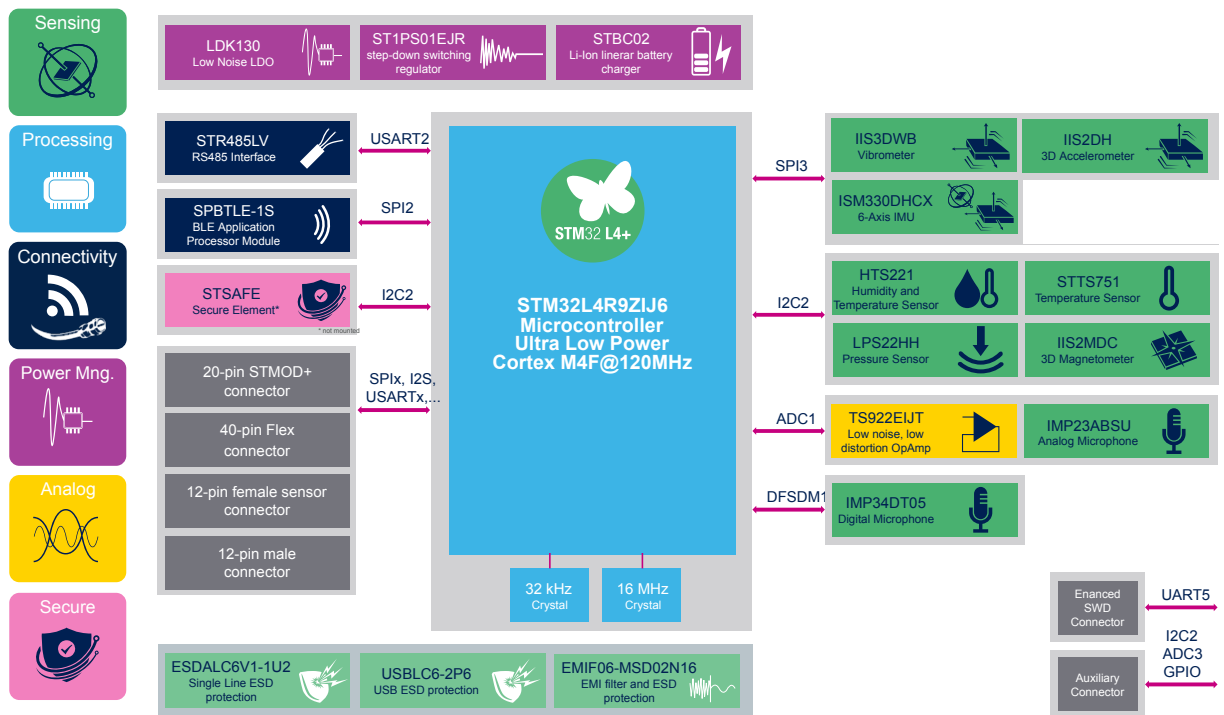 Sensing
Processing
Connectivity
Power Mng.
Analog
Secure
LDK130
Low Noise LDO
ST1PS01EJR
step-down switching
regulator
STBC02
Li-Ion linerar battery
charger
STR485LV
RS485 Interface
USART2
SPBTLE-1S
BLE Application
Processor Module
SPI2
STSAFE
Secure Element*
* not mounted
I2C2
20-pin STMOD+
connector
40-pin Flex
connector
12-pin female sensor
connector
12-pin male
connector
SPIx, I2S,
USARTx,...
STM32 L4+
STM32L4R9ZIJ6
Microcontroller
Ultra Low Power
Cortex M4F@120MHz
32 kHz
Crystal
16 MHz
Crystal
SPI3
IIS3DWB
Vibrometer
IIS2DH
3D Accelerometer
ISM330DHCX
6-Axis IMU
I2C2
HTS221
Humidity and
Temperature Sensor
STTS751
Temperature Sensor
LPS22HH
Pressure Sensor
IIS2MDC
3D Magnetometer
ADC1
TS922EIJT
Low noise, low
distortion OpAmp
IMP23ABSU
Analog Microphone
DFSDM1
IMP34DT05
Digital Microphone
Enanced
SWD
Connector
UART5
Auxiliary
Connector
I2C2
ADC3
GPIO
ESDALC6V1-1U2
Single Line ESD
protection
USBLC6-2P6
USB ESD protection
EMIF06-MSD02N16
EMI filter and ESD
protection